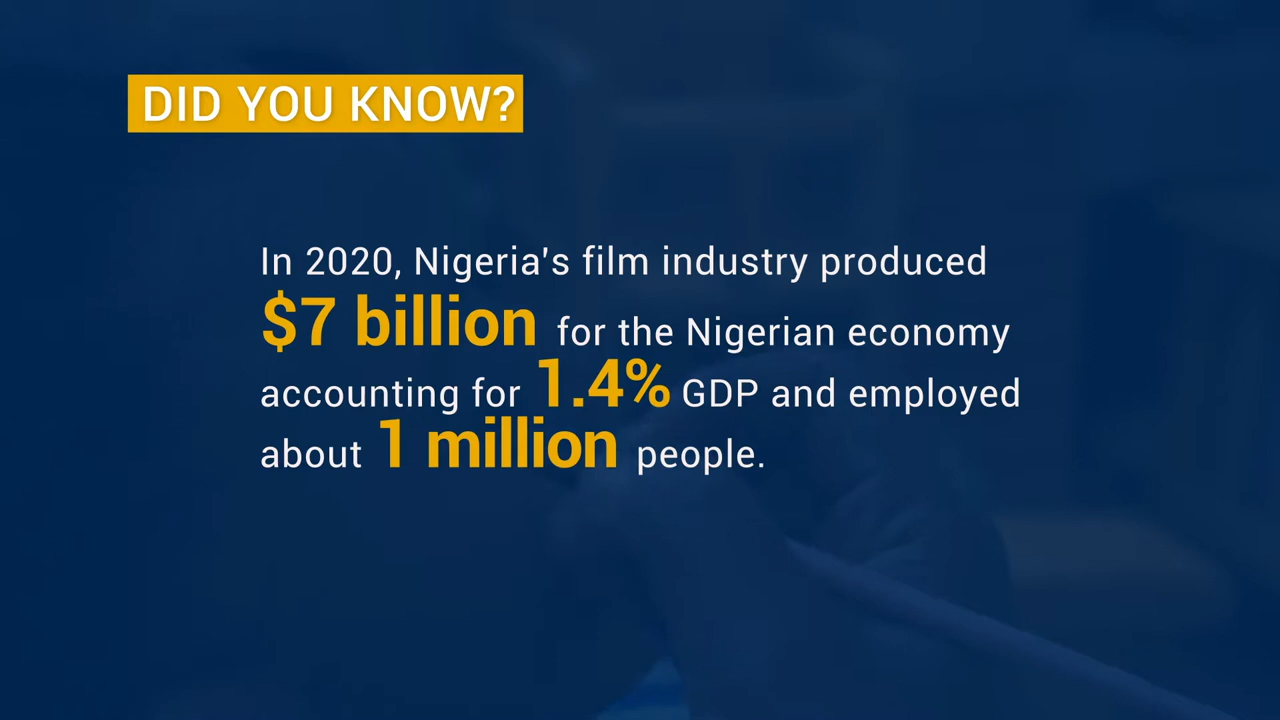 DID YOU KNOW?
In 2020, Nigeria's film industry produced
$7 billion for the Nigerian economy
accounting for 1.4% GDP and employed
about 1 million people.